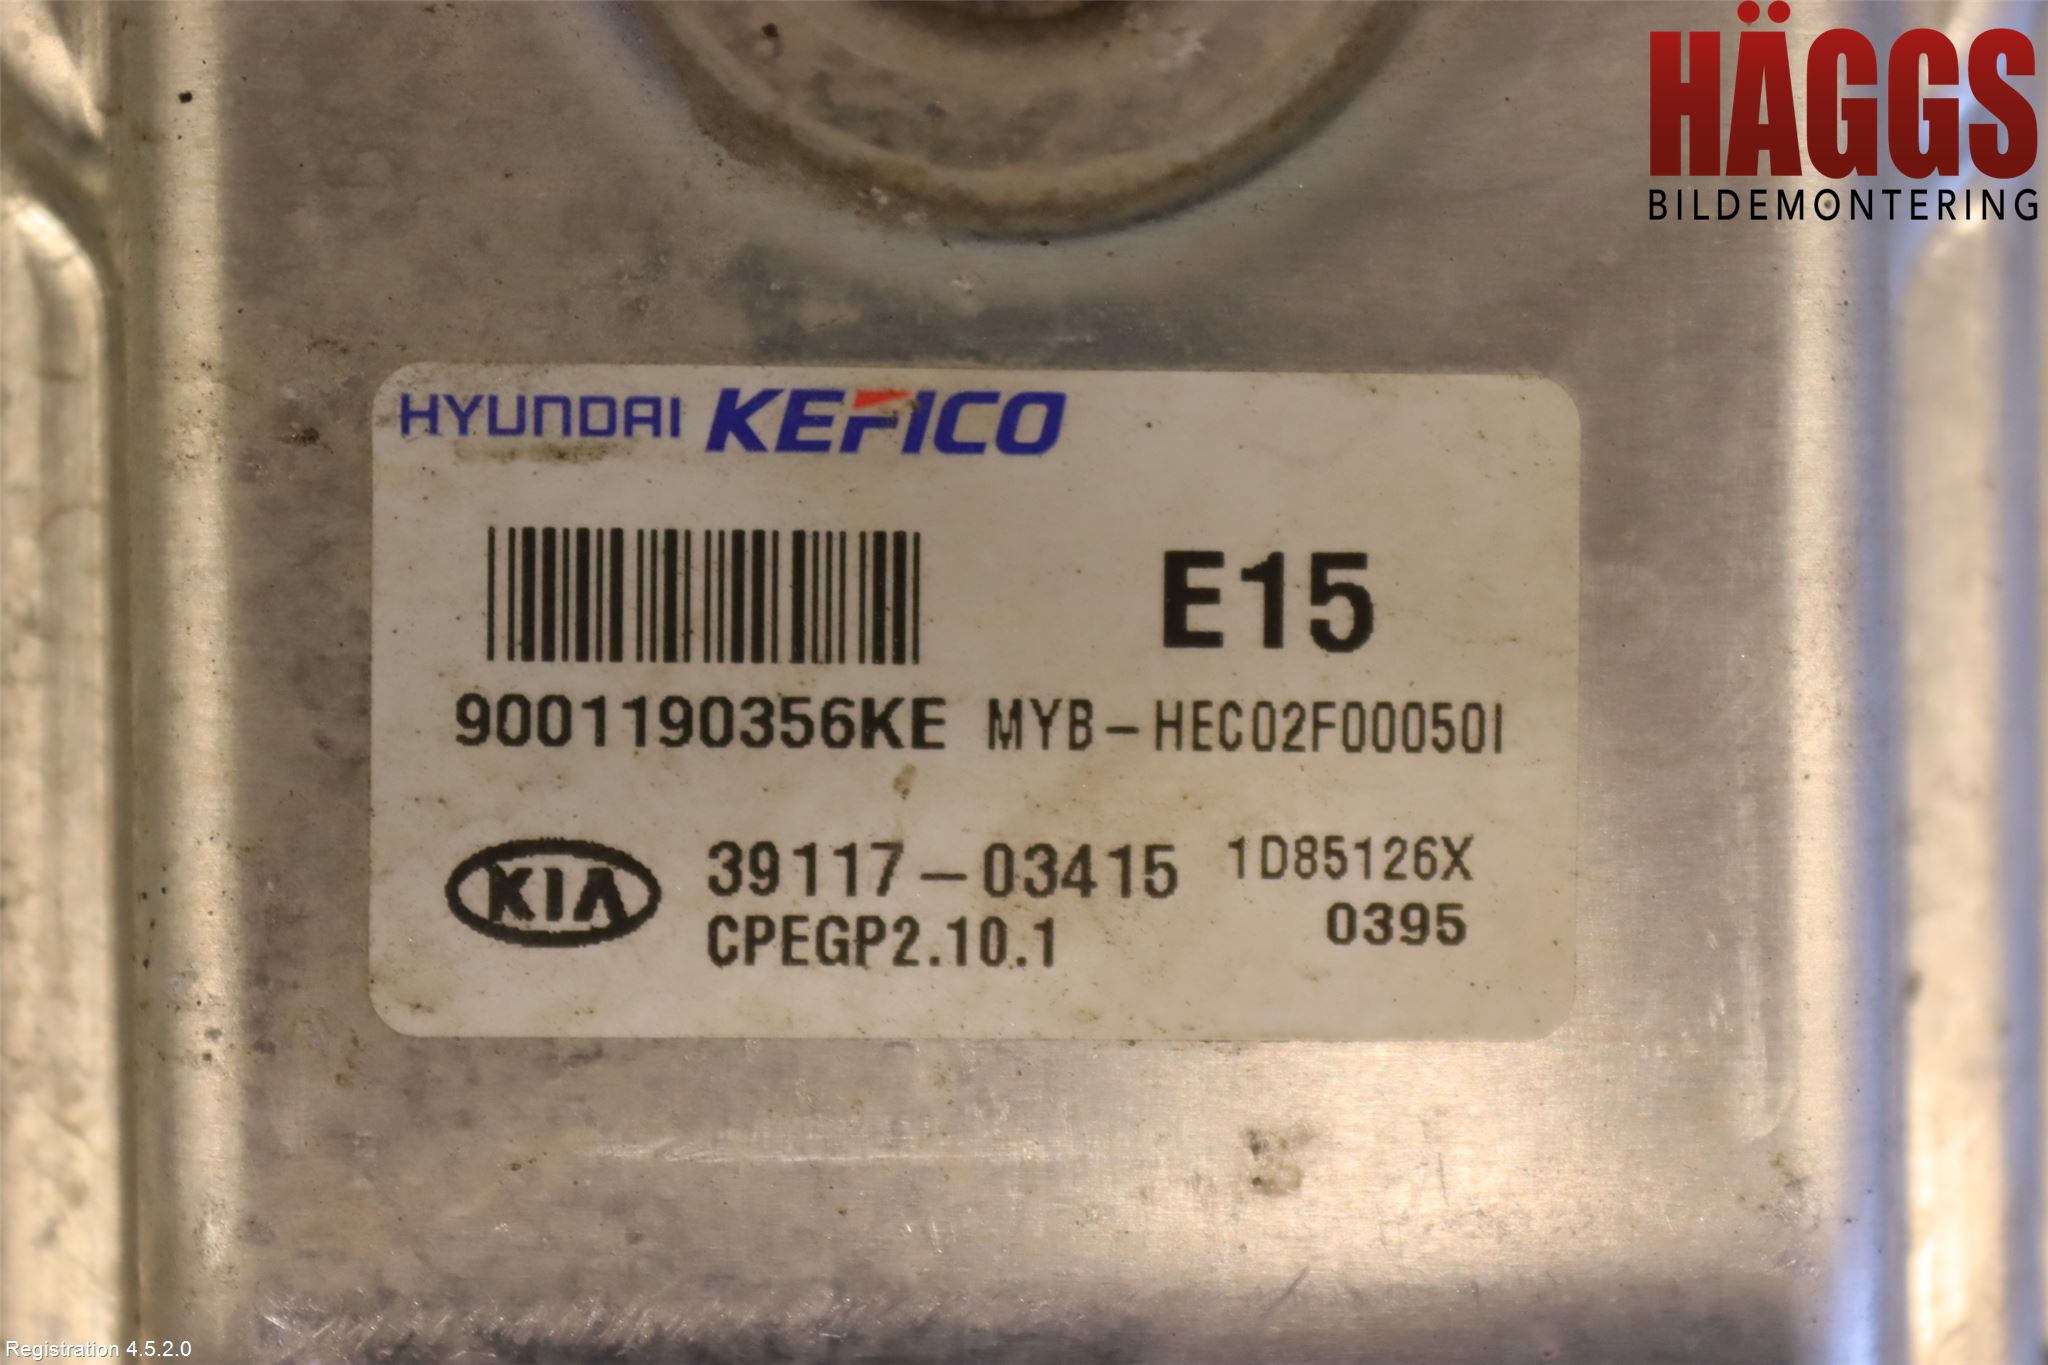 HÄGGS
BILDEMONTERING
HYUNDAI KEFICO
E15
9001190356KE MYB-HEC02F00050I
KIA 39117-03415 1D85126X
CPEGP2.10.1 0395
Registration 4.5.2.0